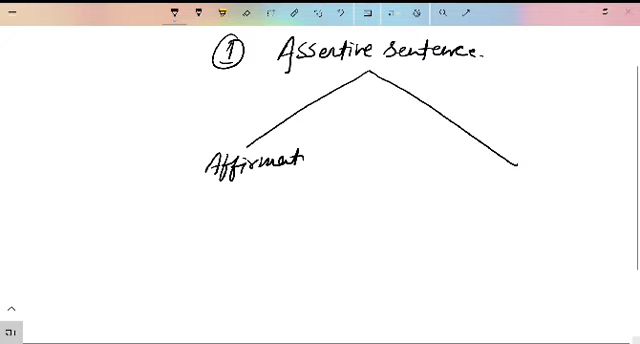 ① Assertive sentence.
Affirmat